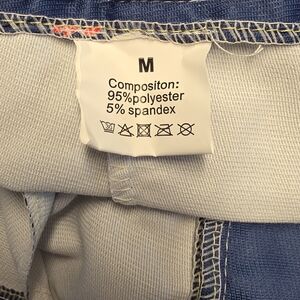 M
Compositon:
95%polyester
5% spandex